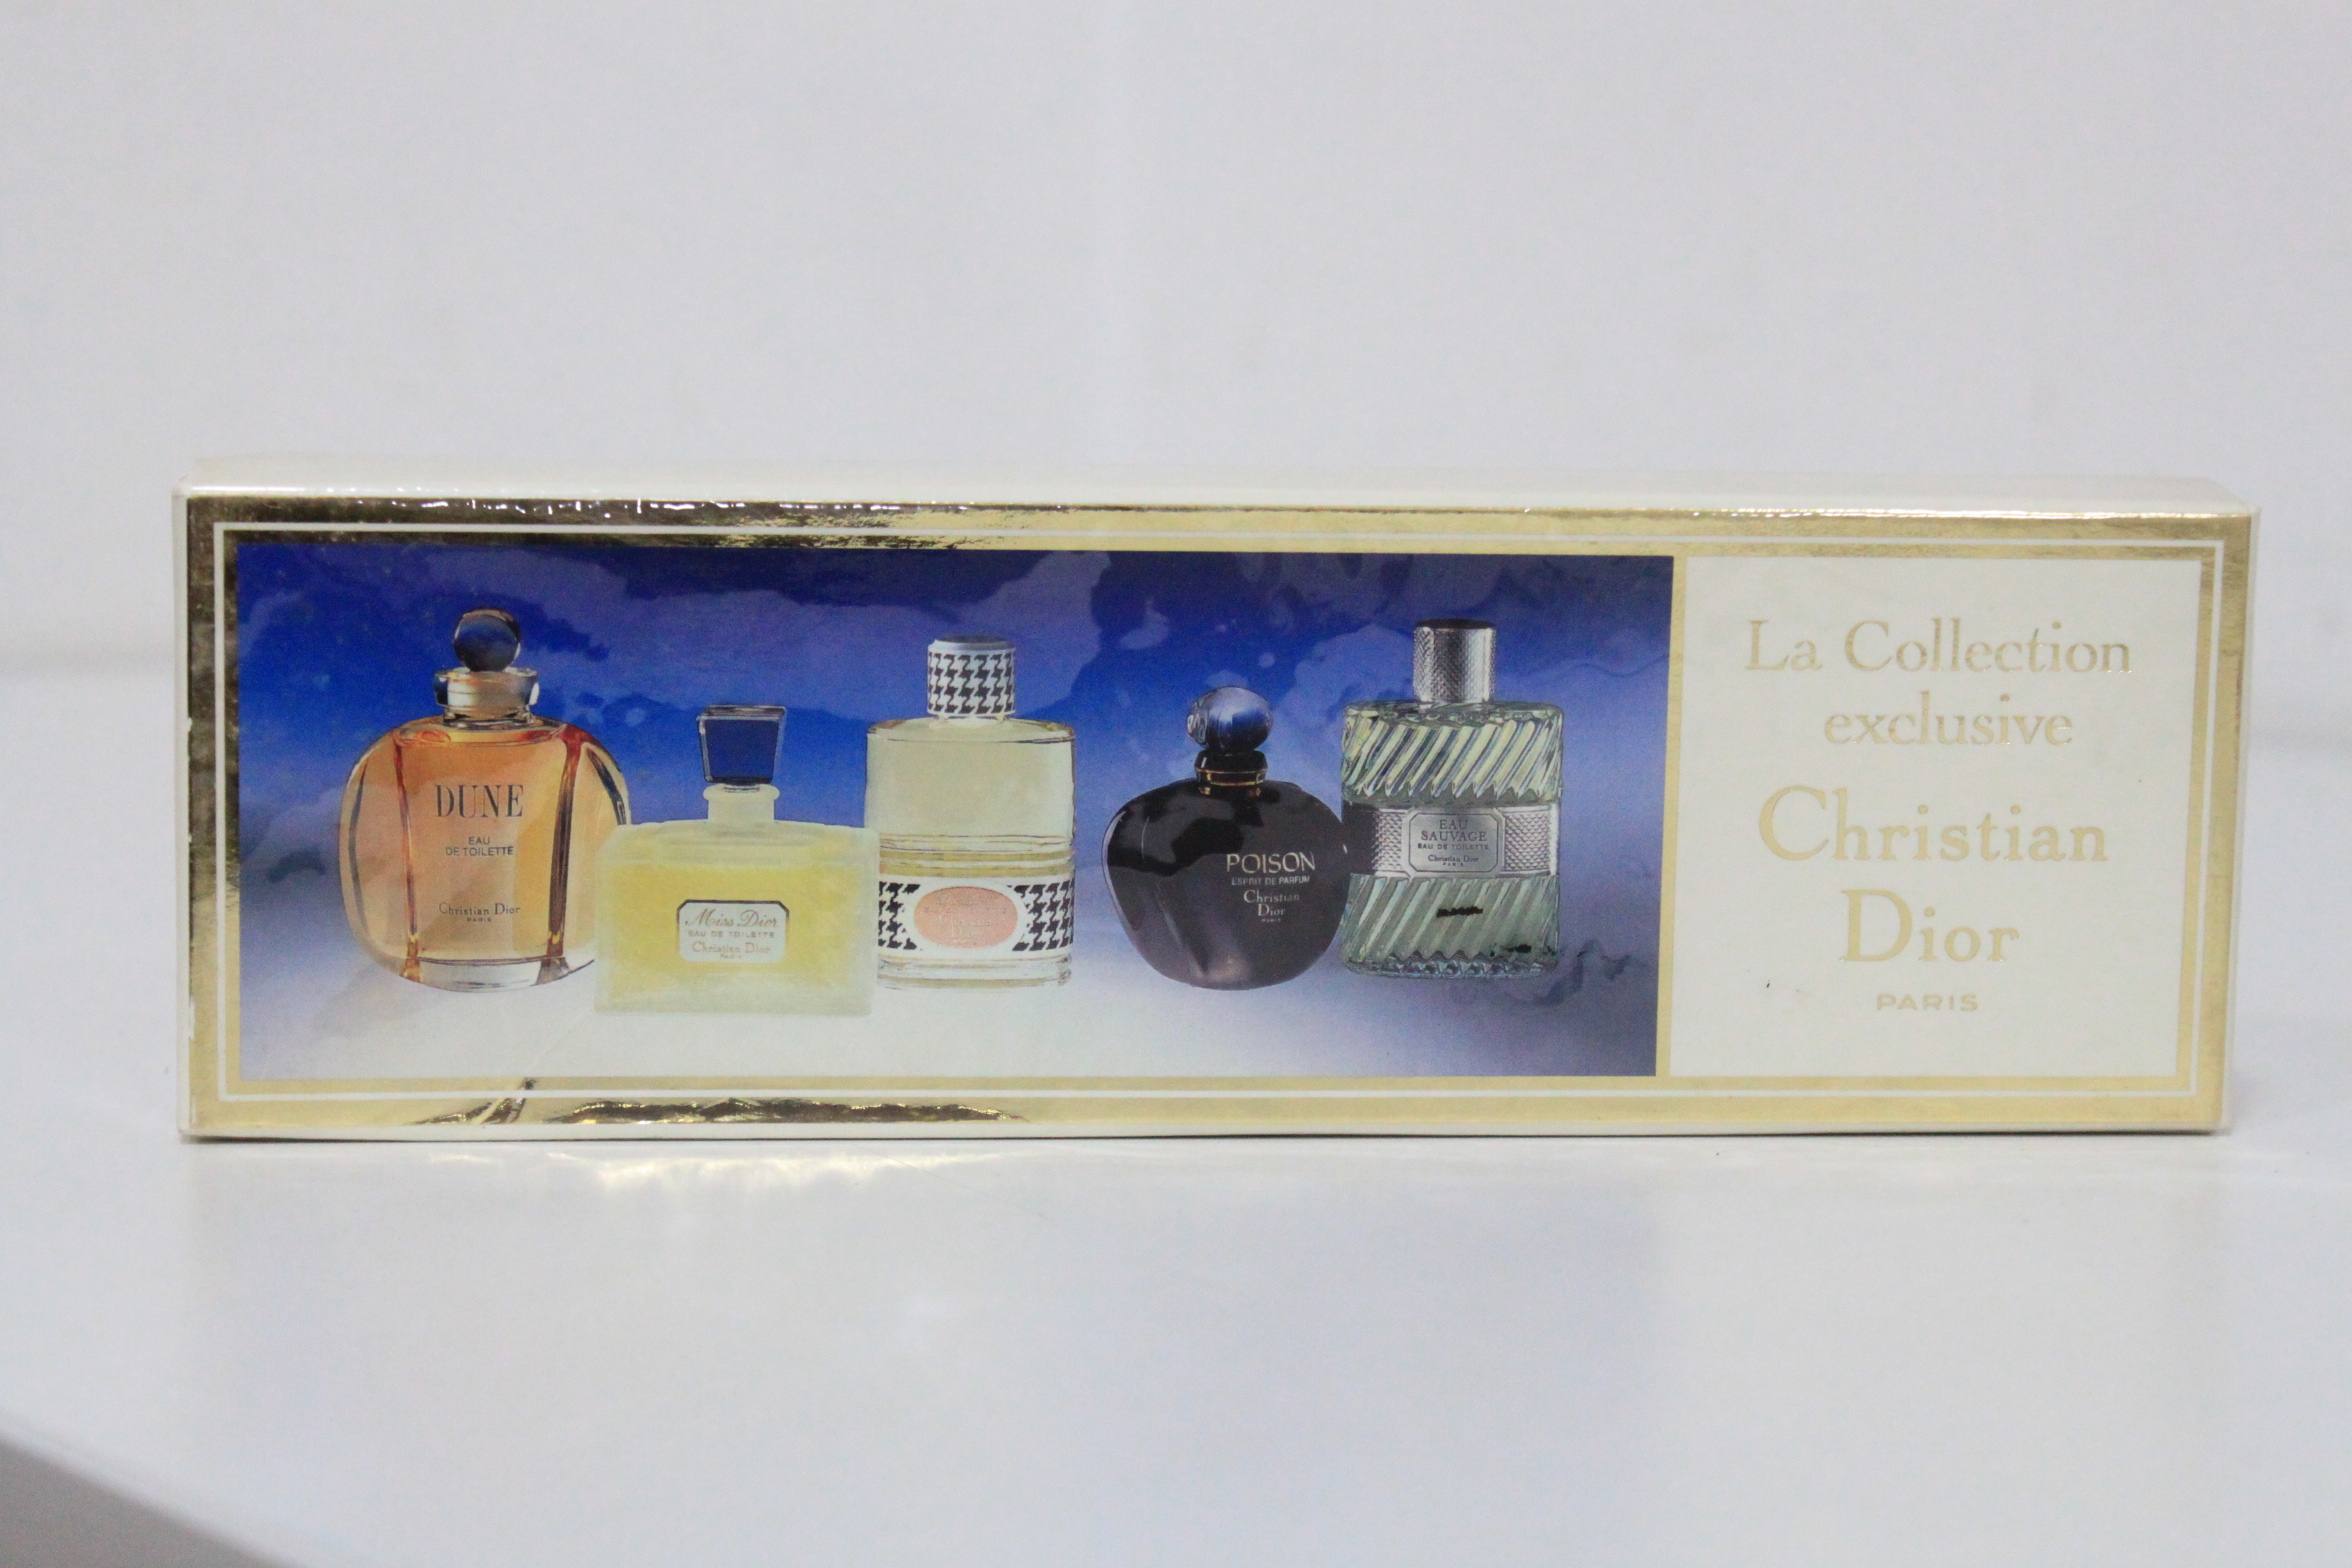 DUNE
EAU
DE TOILETTE
Christian Dior
PARIS
Miss Dior
EAU DE TOILETTE
Christian Dior
PARIS
POISON
ESPRIT DE PARFUM
Christian
Dior
PARIS
EAU
SAUVAGE
EAU DE TOILETTE
Christian Dior
PARIS
La Collection
exclusive
Christian
Dior
PARIS